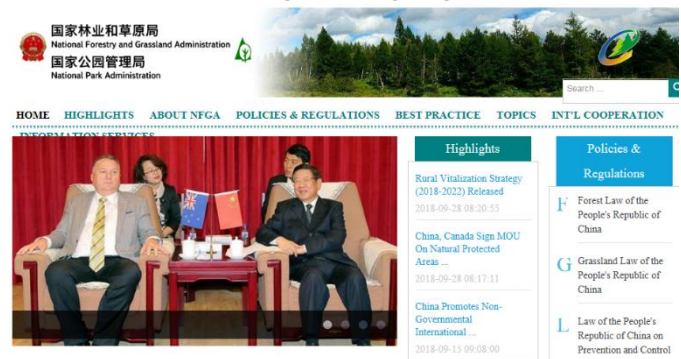 国家林业和草原局
National Forestry and Grassland Administration
国家公园管理局
National Park Administration
Search ...
HOME HIGHLIGHTS ABOUT NFGA POLICIES & REGULATIONS BEST PRACTICE TOPICS INT'L COOPERATION
INFORMATION SERVICES
Highlights
Rural Vitalization Strategy
(2018-2022) Released
2018-09-28 08:20:55
China, Canada Sign MOU
On Natural Protected
Areas ...
2018-09-28 08:17:11
China Promotes Non-
Governmental
International ...
2018-09-15 09:08:00
Policies &
Regulations
F Forest Law of the
People's Republic of
China
G Grassland Law of the
People's Republic of
China
L Law of the People's
Republic of China on
Prevention and Control